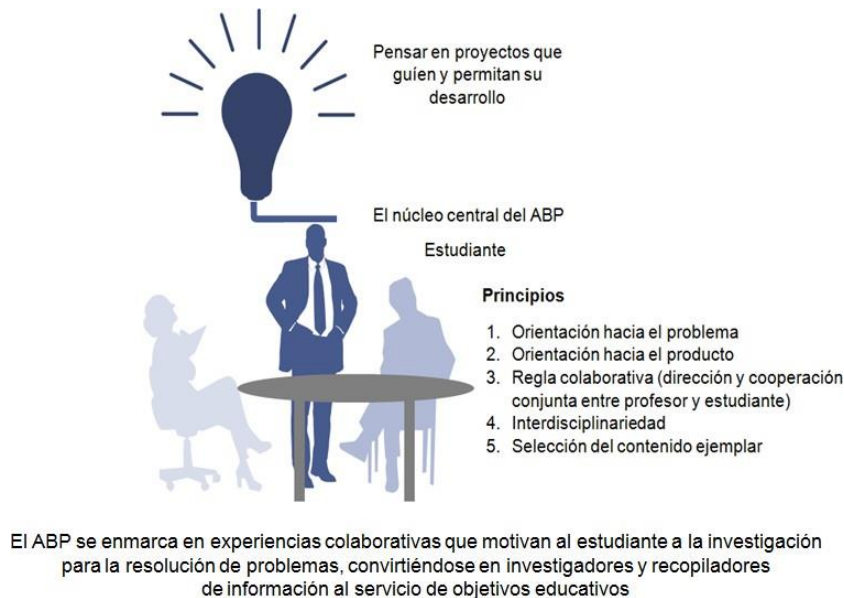 Pensar en proyectos que
guíen y permitan su
desarrollo
El núcleo central del ABP
Estudiante
Principios
1. Orientación hacia el problema
2. Orientación hacia el producto
3. Regla colaborativa (dirección y cooperación
conjunta entre profesor y estudiante)
4. Interdisciplinariedad
5. Selección del contenido ejemplar
El ABP se enmarca en experiencias colaborativas que motivan al estudiante a la investigación
para la resolución de problemas, convirtiéndose en investigadores y recopiladores
de información al servicio de objetivos educativos